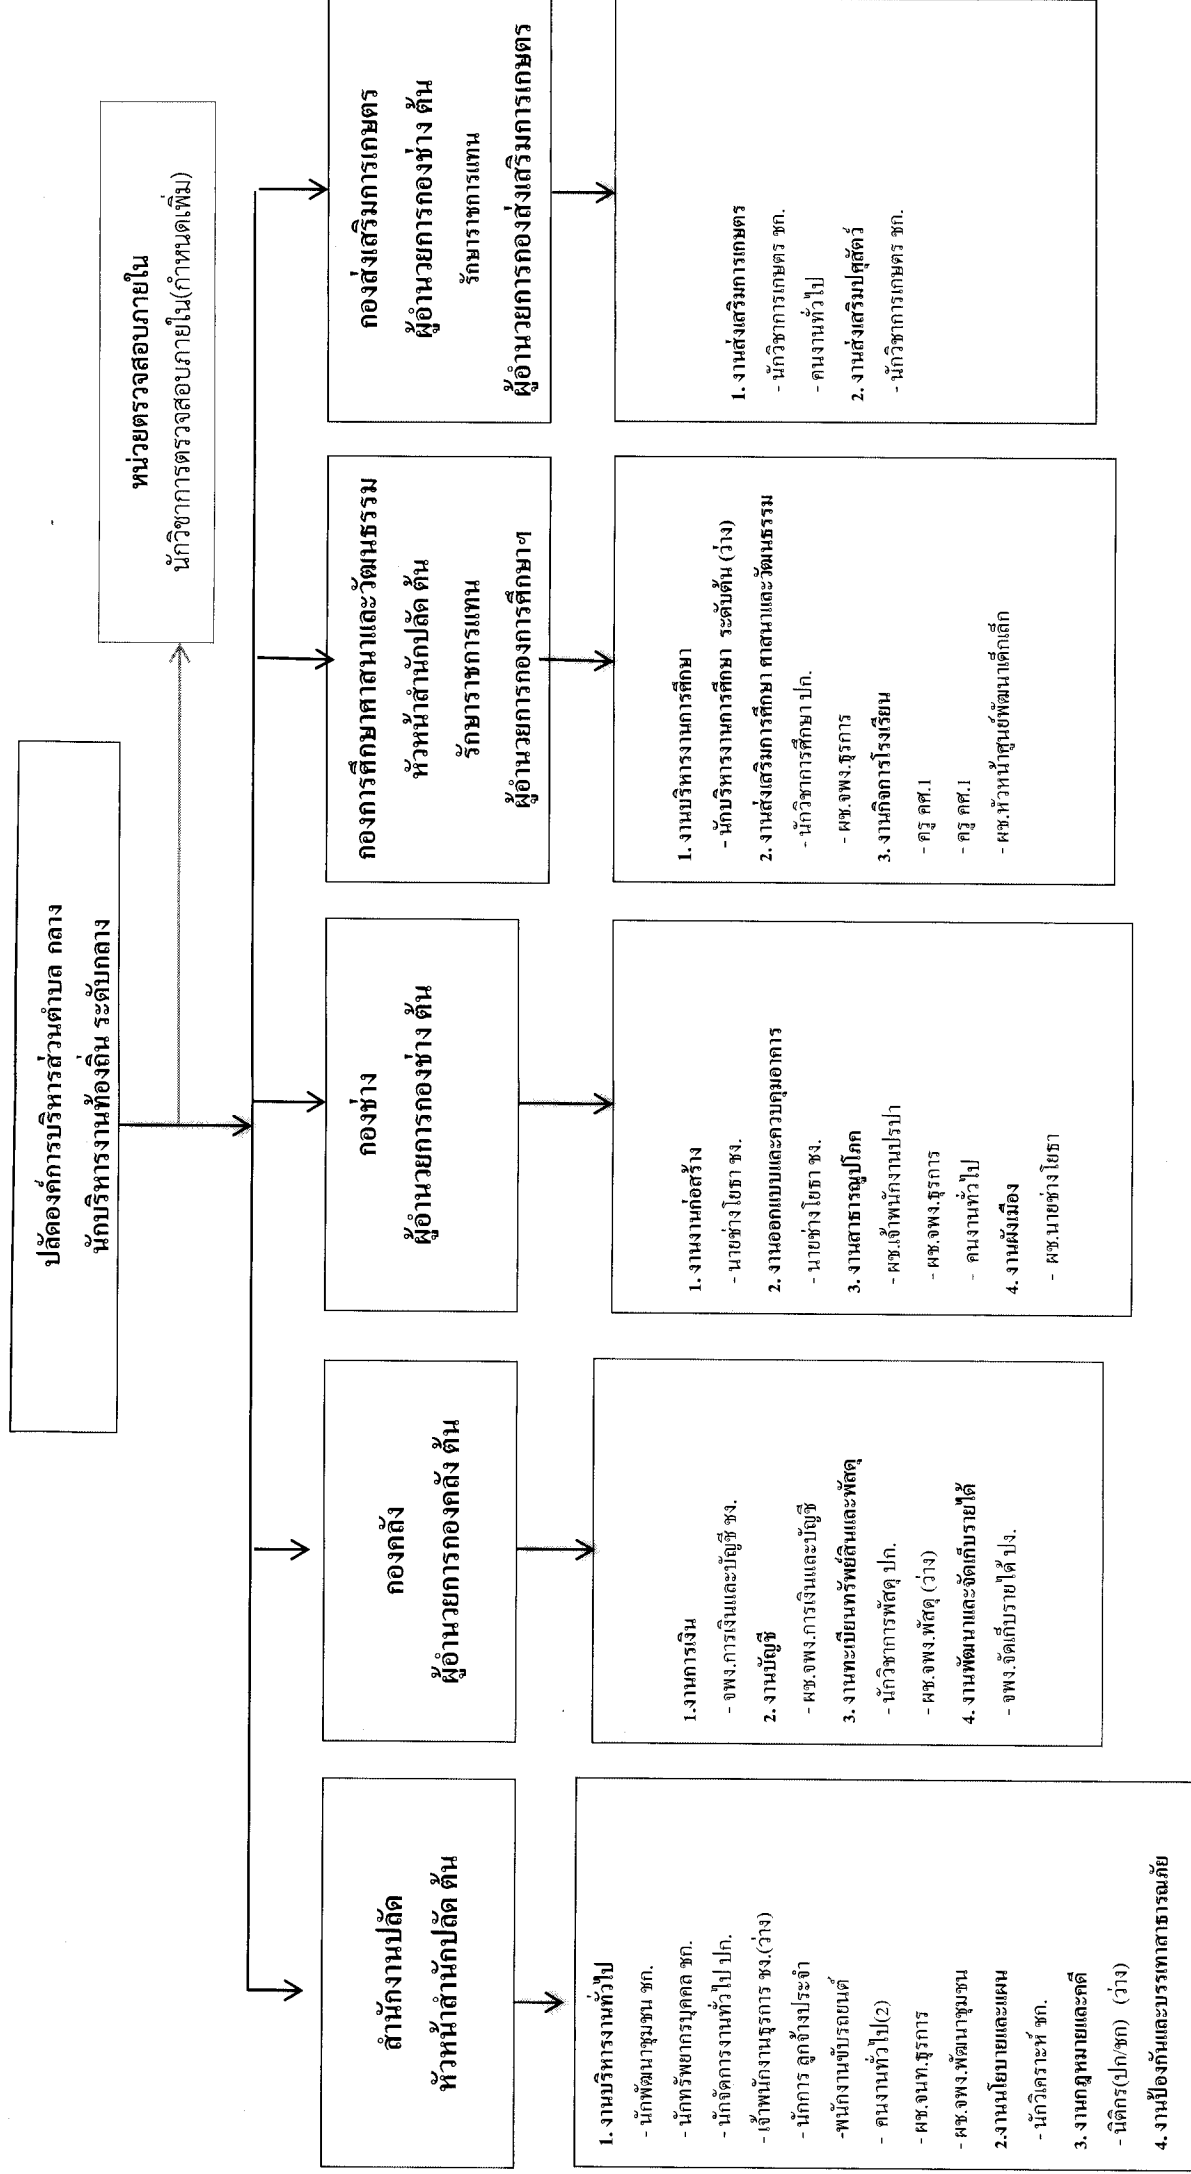 ปลัดองค์การบริหารส่วนตำบล กลาง
นักบริหารงานท้องถิ่น ระดับกลาง
หน่วยตรวจสอบภายใน
นักวิชาการตรวจสอบภายใน(กำหนดเพิ่ม)
สำนักงานปลัด
หัวหน้าสำนักปลัด ต้น
1. งานบริหารงานทั่วไป
- นักพัฒนาชุมชน ชก.
- นักทรัพยากรบุคคล ชก.
- นักจัดการงานทั่วไป ปก.
- เจ้าพนักงานธุรการ ชง.(ว่าง)
- นักการ ลูกจ้างประจำ
-พนักงานขับรถยนต์
- คนงานทั่วไป(2)
- ผช.จนท.ธุรการ
- ผช.จพง.พัฒนาชุมชน
2.งานนโยบายและแผน
- นักวิเคราะห์ ชก.
3. งานกฎหมายและคดี
- นิติกร(ปก/ชก) (ว่าง)
4. งานป้องกันและบรรเทาสาธารณภัย
กองคลัง
ผู้อำนวยการกองคลัง ต้น
1.งานการเงิน
- จพง.การเงินและบัญชี ชง.
2. งานบัญชี
- ผช.จพง.การเงินและบัญชี
3. งานทะเบียนทรัพย์สินและพัสดุ
- นักวิชาการพัสดุ ปก.
- ผช.จพง.พัสดุ (ว่าง)
4. งานพัฒนาและจัดเก็บรายได้
- จพง.จัดเก็บรายได้ ปง.
กองช่าง
ผู้อำนวยการกองช่าง ต้น
1. งานงานก่อสร้าง
- นายช่างโยธา ชง.
2. งานออกแบบและควบคุมอาคาร
- นายช่างโยธา ชง.
3. งานสาธารณูปโภค
- ผช.เจ้าพนักงานปรปา
- ผช.จพง.ธุรการ
- คนงานทั่วไป
4. งานผังเมือง
- ผช.นายช่างโยธา
กองการศึกษาศาสนาและวัฒนธรรม
หัวหน้าสำนักปลัด ต้น
รักษาราชการแทน
ผู้อำนวยการกองการศึกษาฯ
1. งานบริหารงานการศึกษา
- นักบริหารงานการศึกษา ระดับต้น (ว่าง)
2. งานส่งเสริมการศึกษา ศาสนาและวัฒนธรรม
- นักวิชาการศึกษา ปก.
- ผช.จพง.ธุรการ
3. งานกิจการโรงเรียน
- ครู คศ.1
- ครู คศ.1
- ผช.หัวหน้าศูนย์พัฒนาเด็กเล็ก
กองส่งเสริมการเกษตร
ผู้อำนวยการกองช่าง ต้น
รักษาราชการแทน
ผู้อำนวยการกองส่งเสริมการเกษตร
1. งานส่งเสริมการเกษตร
- นักวิชาการเกษตร ชก.
- คนงานทั่วไป
2. งานส่งเสริมปศุสัตว์
- นักวิชาการเกษตร ชก.